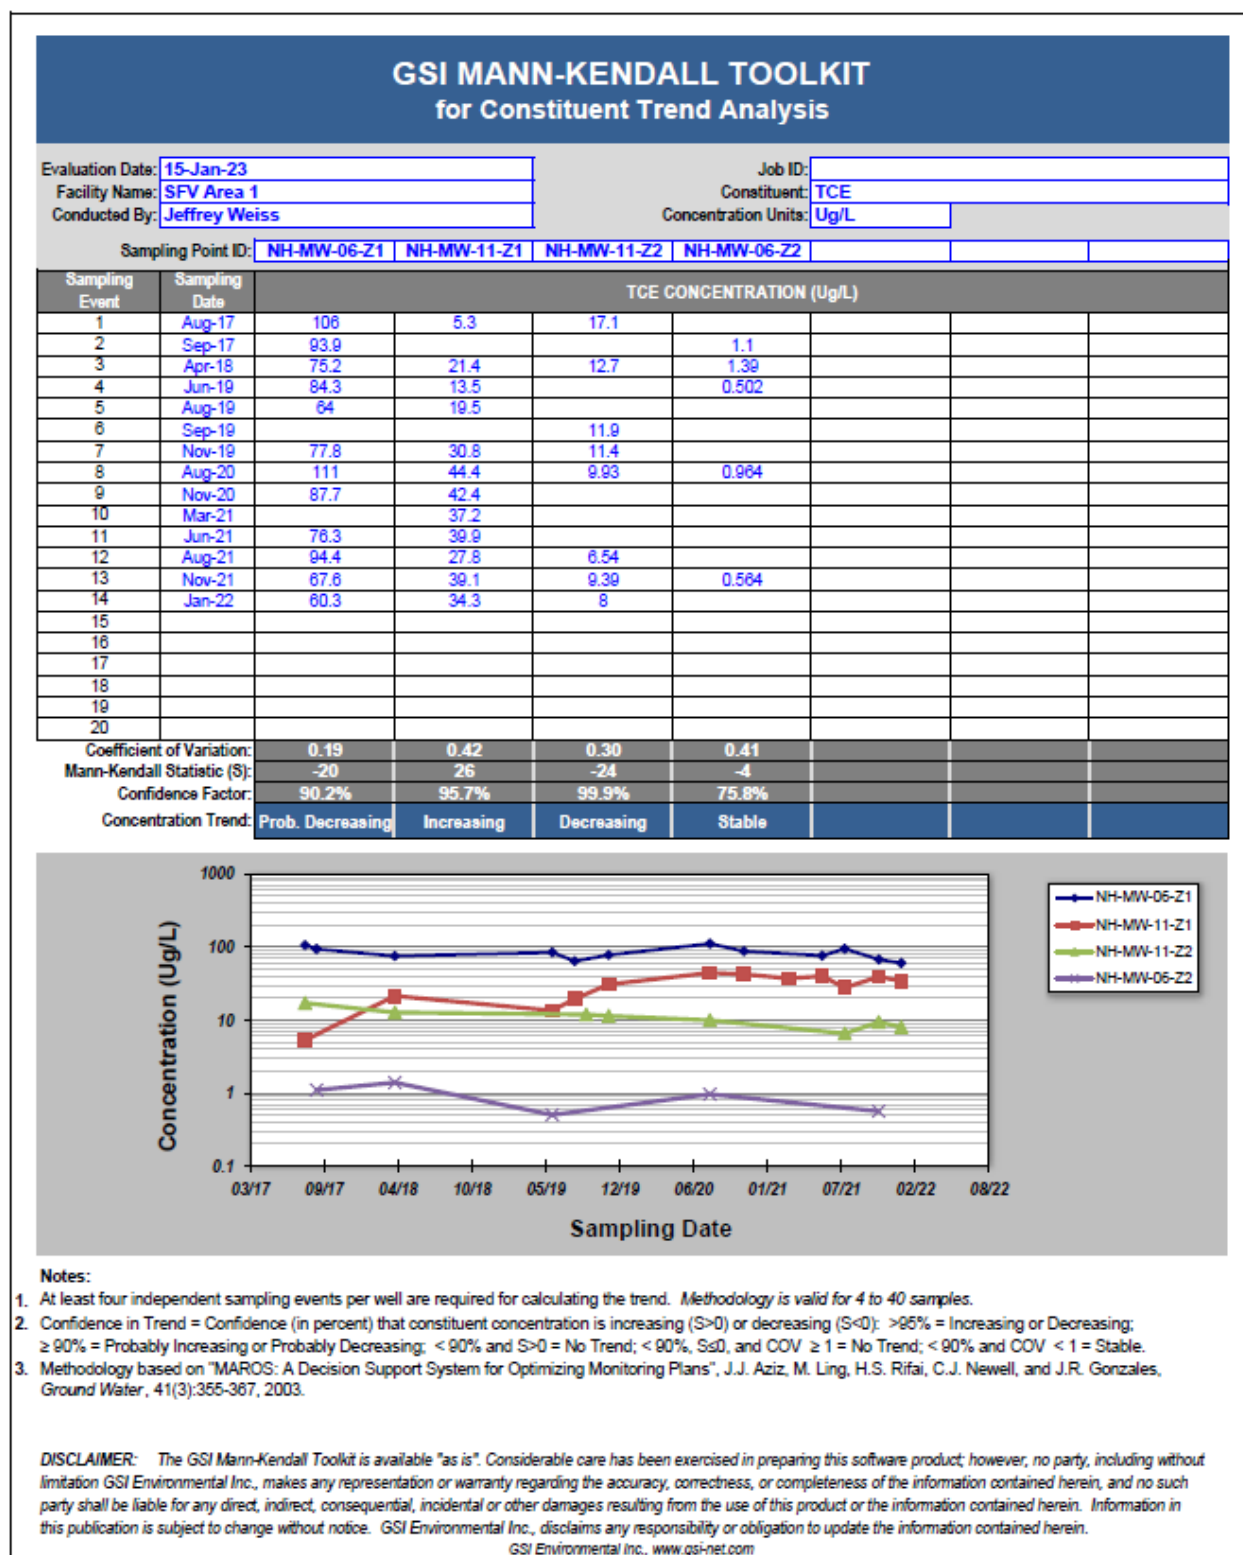 GSI MANN-KENDALL TOOLKIT
for Constituent Trend Analysis
Evaluation Date: 15-Jan-23 Job ID:
Facility Name: SFV Area 1 Constituent: TCE
Conducted By: Jeffrey Weiss Concentration Units: Ug/L
Sampling Point ID: NH-MW-06-Z1 NH-MW-11-Z1 NH-MW-11-Z2 NH-MW-06-Z2
Sampling Event Sampling Date TCE CONCENTRATION (Ug/L)
1 Aug-17 106 5.3 17.1
2 Sep-17 93.9 1.1
3 Apr-18 75.2 21.4 12.7 1.39
4 Jun-19 84.3 13.5 0.502
5 Aug-19 64 19.5
6 Sep-19 11.9
7 Nov-19 77.8 30.8 11.4
8 Aug-20 111 44.4 9.93 0.964
9 Nov-20 87.7 42.4
10 Mar-21 37.2
11 Jun-21 76.3 39.9
12 Aug-21 94.4 27.8 6.54
13 Nov-21 67.6 39.1 9.39 0.564
14 Jan-22 60.3 34.3 8
15
16
17
18
19
20
Coefficient of Variation: 0.19 0.42 0.30 0.41
Mann-Kendall Statistic (S): -20 26 -24 -4
Confidence Factor: 90.2% 95.7% 99.9% 75.8%
Concentration Trend: Prob. Decreasing Increasing Decreasing Stable
Concentration (Ug/L)
1000
100
10
1
0.1
03/17 09/17 04/18 10/18 05/19 12/19 06/20 01/21 07/21 02/22 08/22
Sampling Date
NH-MW-06-Z1
NH-MW-11-Z1
NH-MW-11-Z2
NH-MW-06-Z2
Notes:
1. At least four independent sampling events per well are required for calculating the trend. Methodology is valid for 4 to 40 samples.
2. Confidence in Trend = Confidence (in percent) that constituent concentration is increasing (S>0) or decreasing (S<0): >95% = Increasing or Decreasing;
≥ 90% = Probably Increasing or Probably Decreasing; < 90% and S>0 = No Trend; < 90%, S≤0, and COV ≥ 1 = No Trend; < 90% and COV < 1 = Stable.
3. Methodology based on "MAROS: A Decision Support System for Optimizing Monitoring Plans", J.J. Aziz, M. Ling, H.S. Rifai, C.J. Newell, and J.R. Gonzales,
Ground Water, 41(3):355-367, 2003.
DISCLAIMER: The GSI Mann-Kendall Toolkit is available "as is". Considerable care has been exercised in preparing this software product; however, no party, including without
limitation GSI Environmental Inc., makes any representation or warranty regarding the accuracy, correctness, or completeness of the information contained herein, and no such
party shall be liable for any direct, indirect, consequential, incidental or other damages resulting from the use of this product or the information contained herein. Information in
this publication is subject to change without notice. GSI Environmental Inc., disclaims any responsibility or obligation to update the information contained herein.
GSI Environmental Inc., www.gsi-net.com